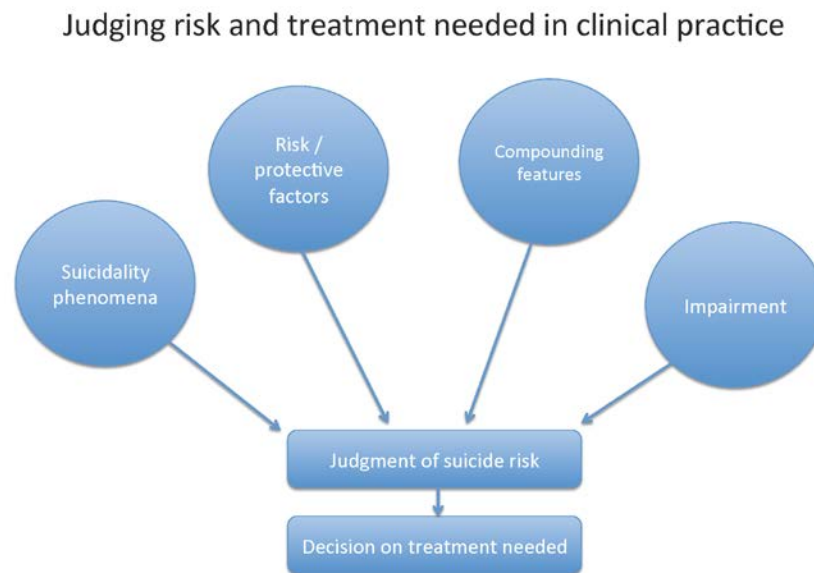 Judging risk and treatment needed in clinical practice
Risk /
protective
factors
Compounding
features
Suicidality
phenomena
Impairment
Judgment of suicide risk
Decision on treatment needed